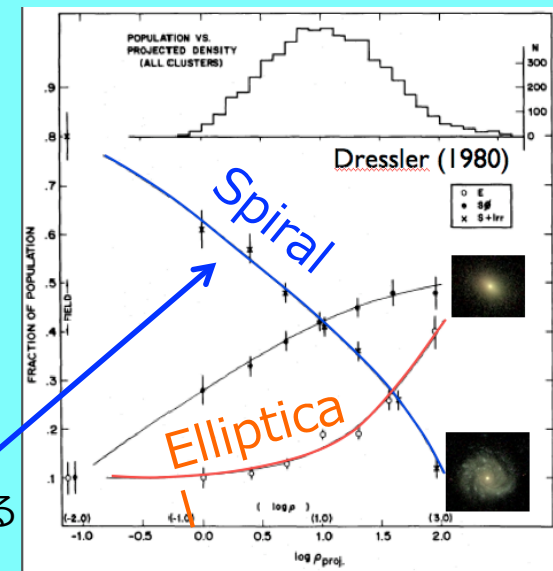 POPULATION VS.
PROJECTED DENSITY
(ALL CLUSTERS)
N
300
200
100
0
Dressler (1980)
E
SØ
S+Irr
Spiral
Elliptica
l
る
FRACTION OF POPULATION
.9
.8
.7
.6
.5
.4
.3
.2
.1
FIELD
(-2.0) (-1.0) (log ρ) (1.0) (3.0)
-1.0 -0.5 0.0 0.5 1.0 1.5 2.0
log ρproj.